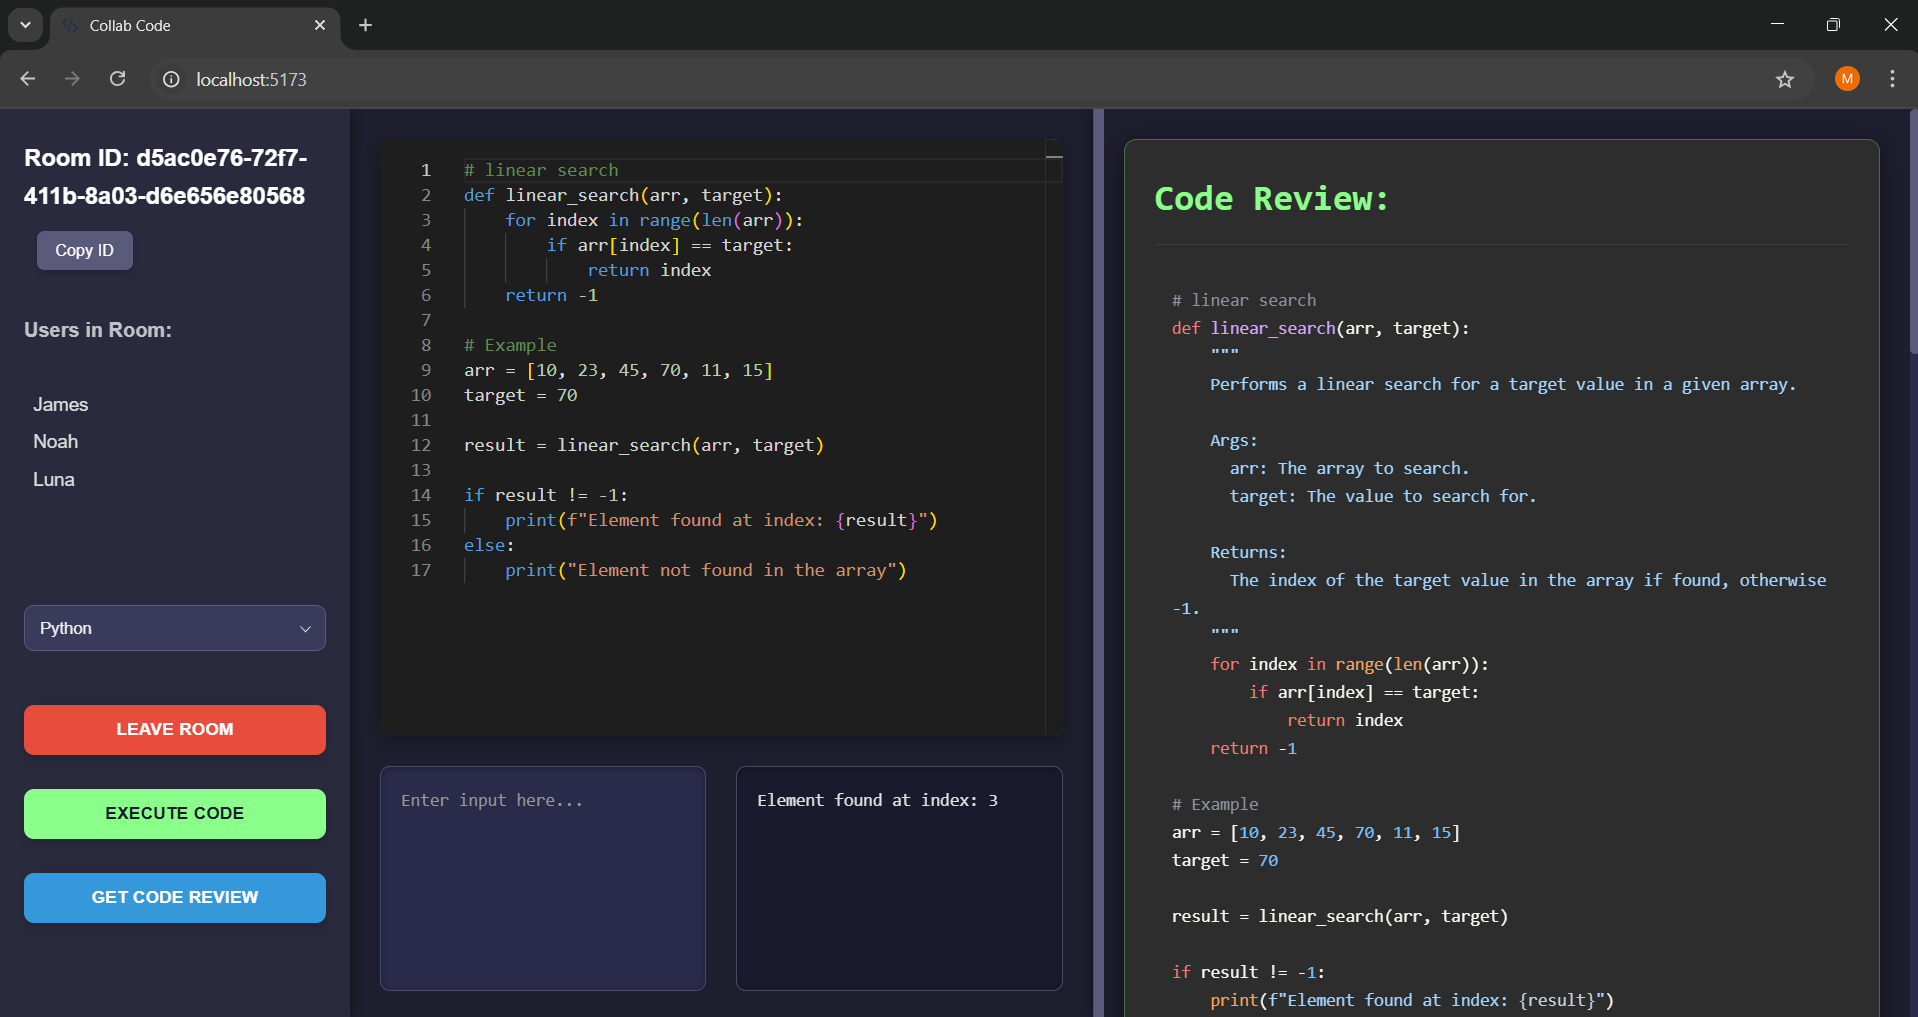 Collab Code
localhost:5173
M
Room ID: d5ac0e76-72f7-
411b-8a03-d6e656e80568
Copy ID
Users in Room:
James
Noah
Luna
Python
LEAVE ROOM
EXECUTE CODE
GET CODE REVIEW
1 # linear search
2 def linear_search(arr, target):
3     for index in range(len(arr)):
4         if arr[index] == target:
5             return index
6     return -1
7
8 # Example
9 arr = [10, 23, 45, 70, 11, 15]
10 target = 70
11
12 result = linear_search(arr, target)
13
14 if result != -1:
15     print(f"Element found at index: {result}")
16 else:
17     print("Element not found in the array")
Enter input here...
Element found at index: 3
Code Review:
# linear search
def linear_search(arr, target):
    """
    Performs a linear search for a target value in a given array.
    Args:
      arr: The array to search.
      target: The value to search for.
    Returns:
      The index of the target value in the array if found, otherwise
-1.
    """
    for index in range(len(arr)):
        if arr[index] == target:
            return index
    return -1
# Example
arr = [10, 23, 45, 70, 11, 15]
target = 70
result = linear_search(arr, target)
if result != -1:
    print(f"Element found at index: {result}")